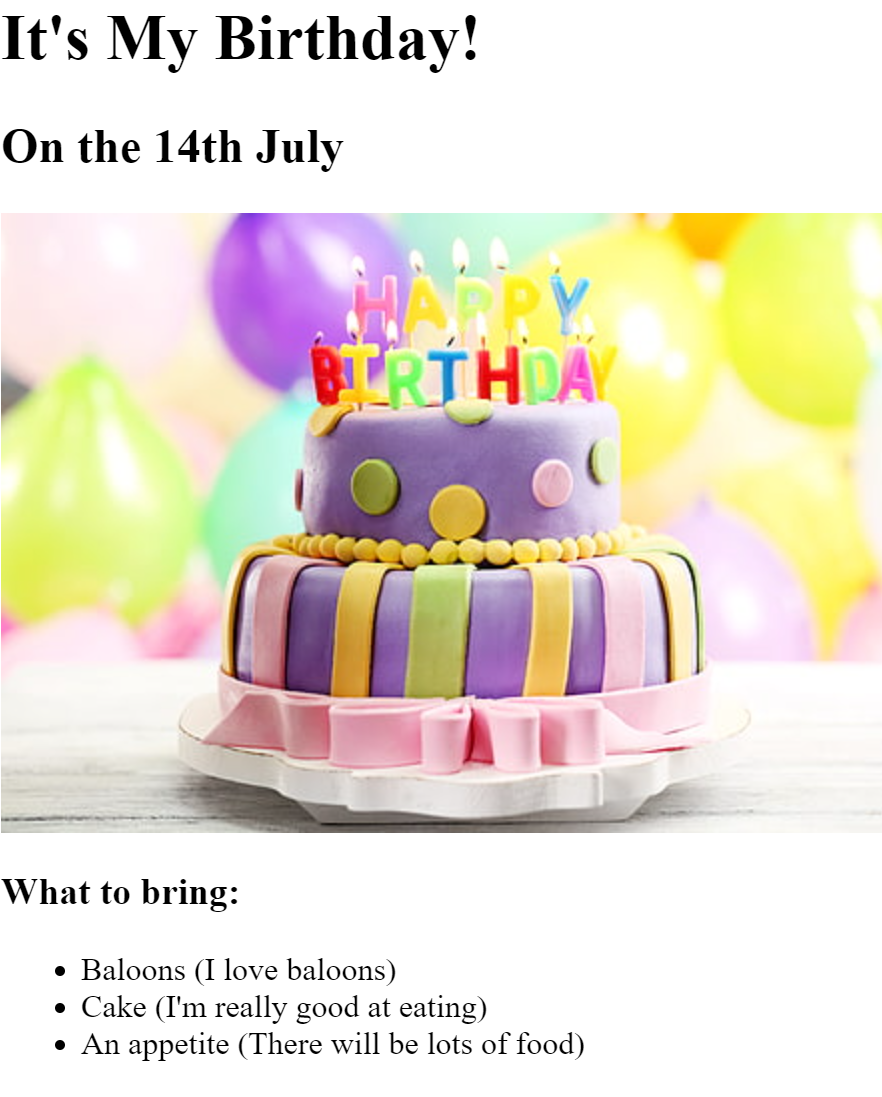 It's My Birthday!
On the 14th July
HAPPY
BIRTHDAY
What to bring:
Baloons (I love baloons)
Cake (I'm really good at eating)
An appetite (There will be lots of food)